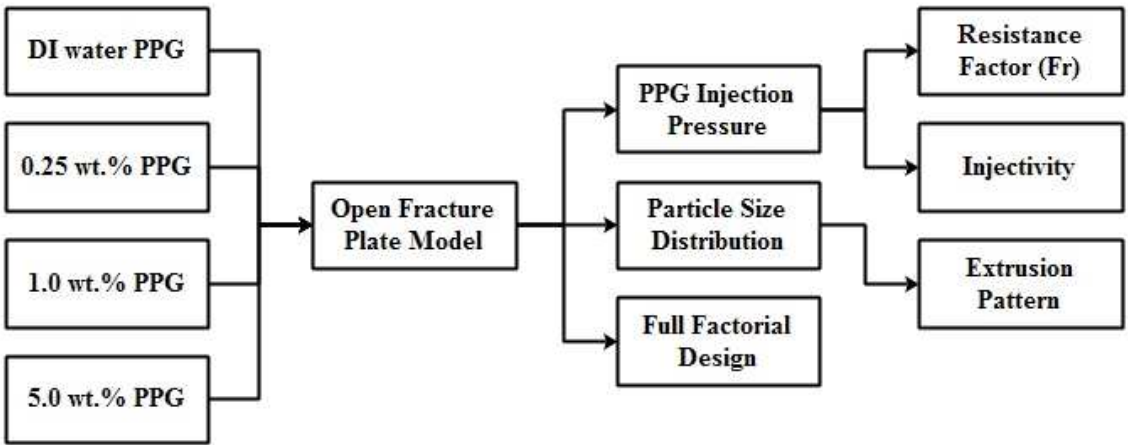 DI water PPG
0.25 wt.% PPG
1.0 wt.% PPG
5.0 wt.% PPG
Open Fracture
Plate Model
PPG Injection
Pressure
Particle Size
Distribution
Full Factorial
Design
Resistance
Factor (Fr)
Injectivity
Extrusion
Pattern